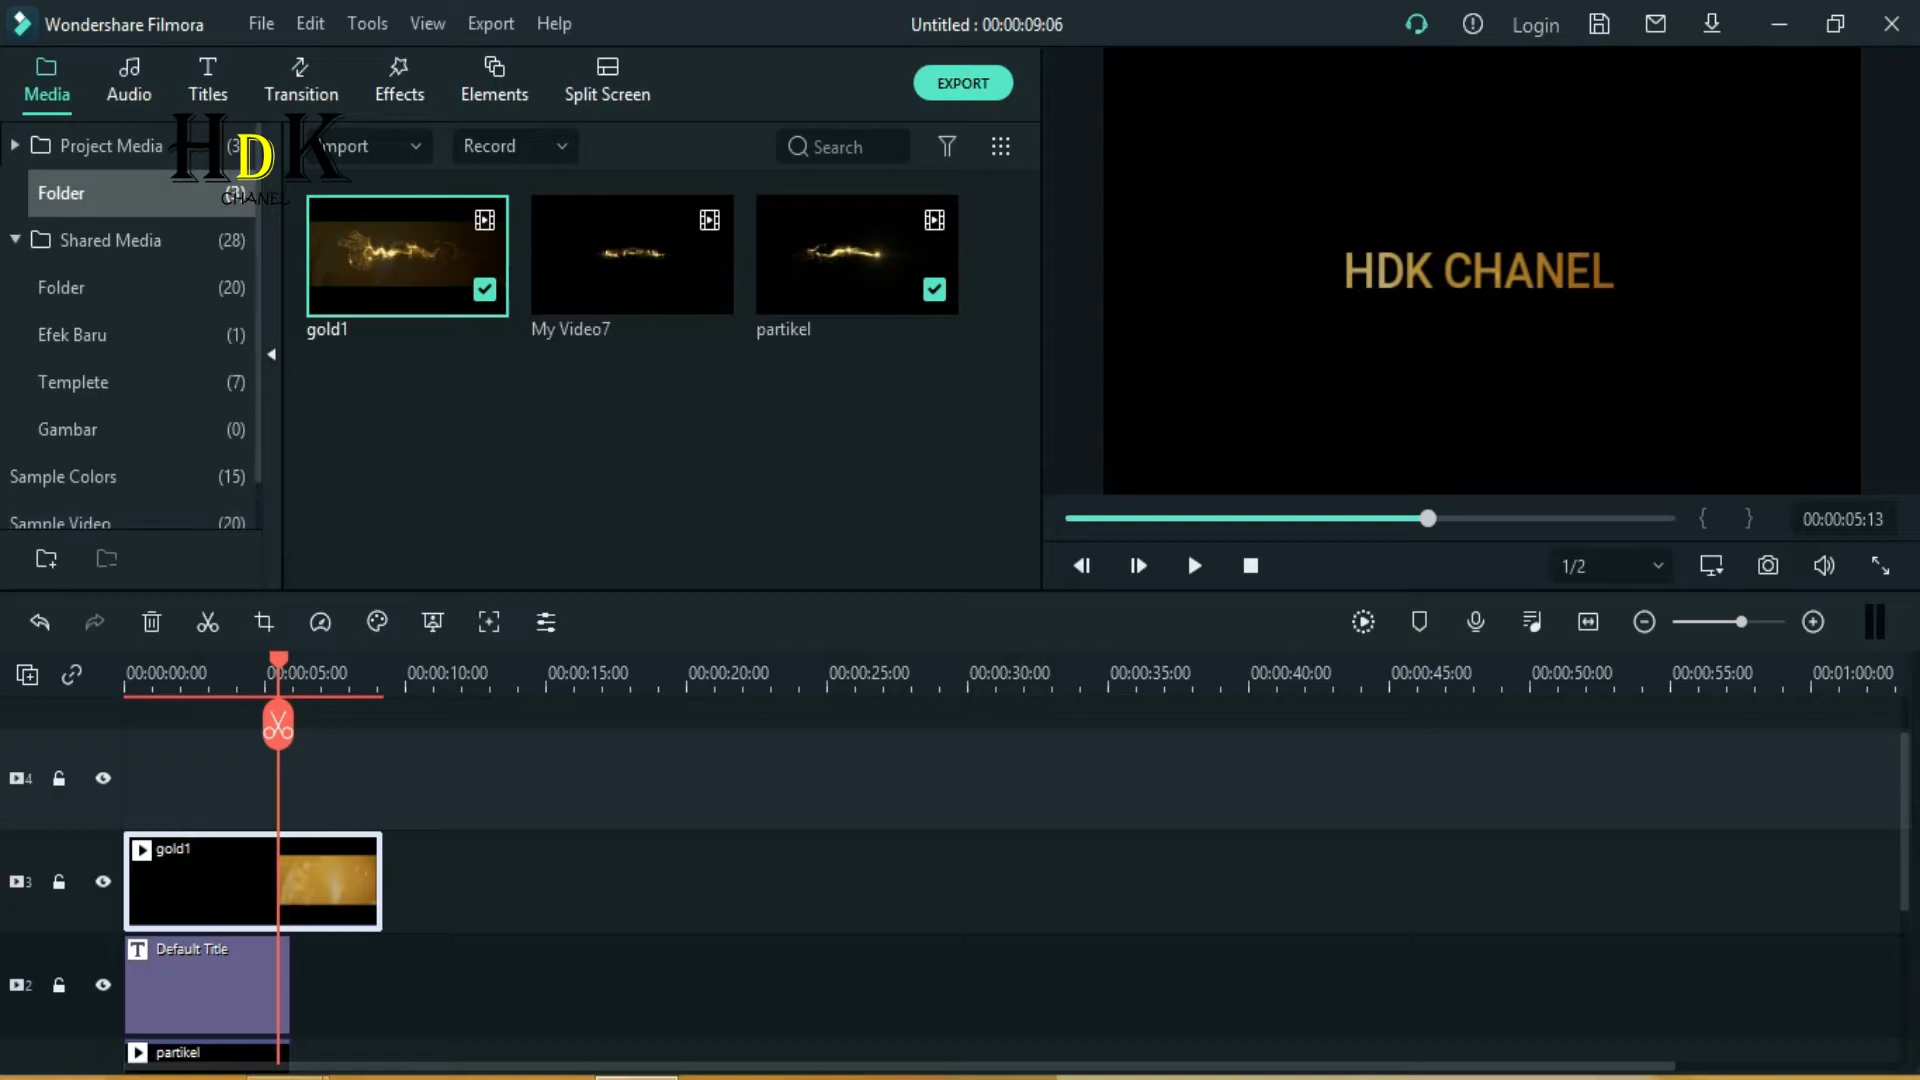 Wondershare Filmora File Edit Tools View Export Help Untitled : 00:00:09:06 Login
Media Audio Titles Transition Effects Elements Split Screen EXPORT
Project Media Record Search
HDK
CHANEL
Folder (3)
Shared Media (28)
Folder (20)
Efek Baru (1)
Templete (7)
Gambar (0)
Sample Colors (15)
Sample Video (20)
gold1 My Video7 partikel
HDK CHANEL
{ } 00:00:05:13
1/2
00:00:00:00 00:00:05:00 00:00:10:00 00:00:15:00 00:00:20:00 00:00:25:00 00:00:30:00 00:00:35:00 00:00:40:00 00:00:45:00 00:00:50:00 00:00:55:00 00:01:00:00
4
gold1
3
T Default Title
2
partikel